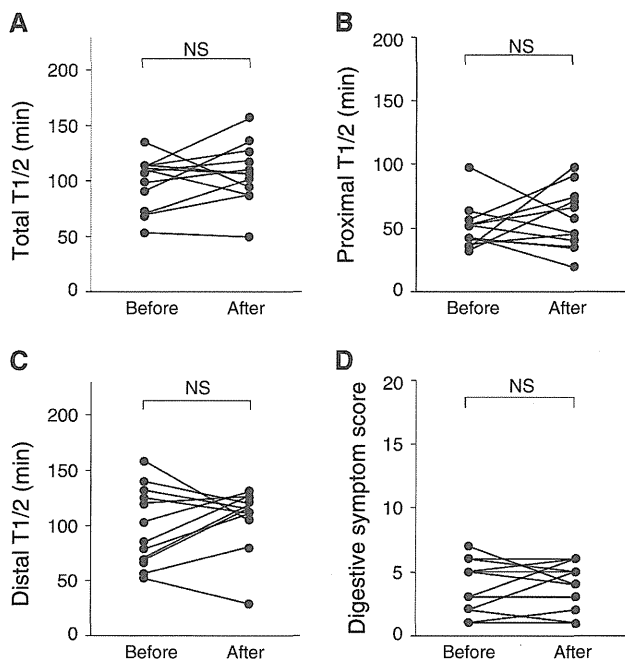 A
NS
Total T1/2 (min)
200
150
100
50
0
Before After
B
NS
Proximal T1/2 (min)
200
150
100
50
0
Before After
C
NS
Distal T1/2 (min)
200
150
100
50
0
Before After
D
NS
Digestive symptom score
20
15
10
5
0
Before After